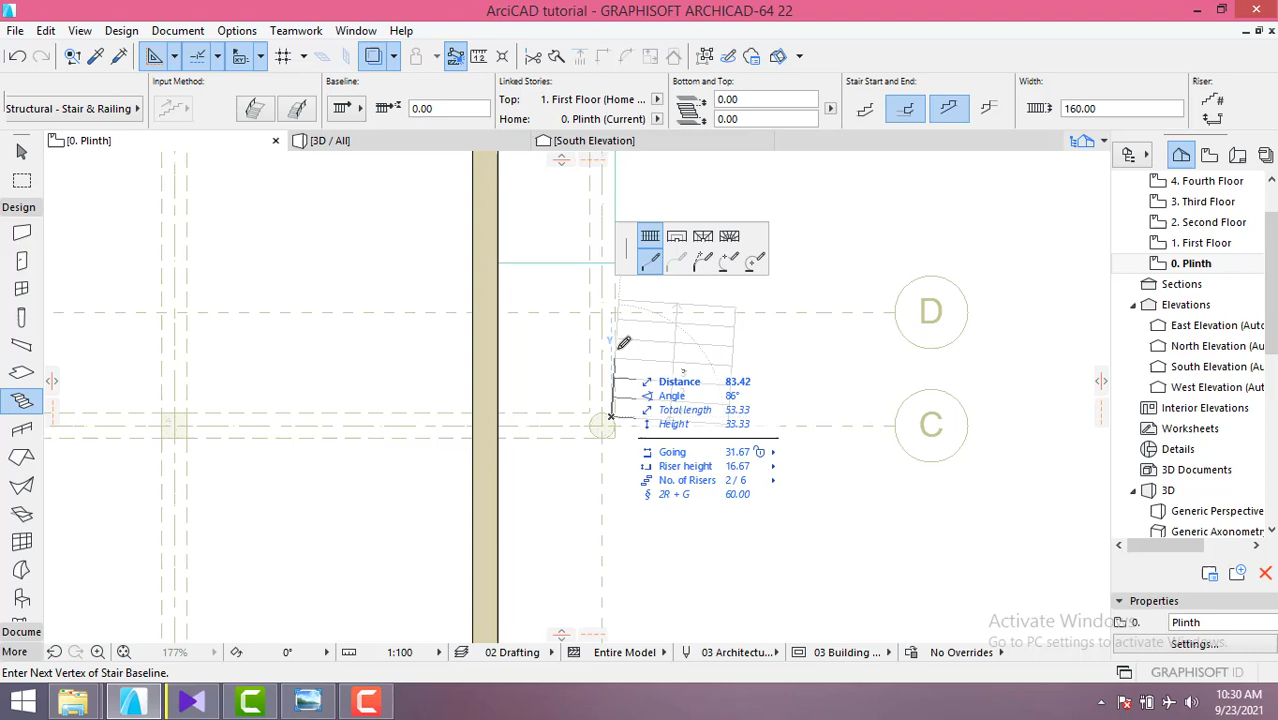 ArciCAD tutorial - GRAPHISOFT ARCHICAD-64 22
File Edit View Design Document Options Teamwork Window Help
Input Method: Baseline: Linked Stories: Bottom and Top: Stair Start and End: Width: Riser:
Structural - Stair & Railing 0.00 Top: 1. First Floor (Home ... 0.00 160.00
Home: 0. Plinth (Current) 0.00
[0. Plinth] [3D / All] [South Elevation]
Design
4. Fourth Floor
3. Third Floor
2. Second Floor
1. First Floor
0. Plinth
Sections
Elevations
East Elevation (Aut
North Elevation (Au
South Elevation (Au
West Elevation (Aut
Interior Elevations
Worksheets
Details
3D Documents
3D
Generic Perspective
Generic Axonometr
D
C
Distance 83.42
Angle 86°
Total length 53.33
Height 33.33
Going 31.67
Riser height 16.67
No. of Risers 2 / 6
2R + G 60.00
Properties
0. Plinth
Settings...
Activate Windows
Go to PC settings to activate Windows.
Docume
More 177% 0° 1:100 02 Drafting Entire Model 03 Architectu... 03 Building ... No Overrides
Enter Next Vertex of Stair Baseline.
GRAPHISOFT ID
10:30 AM
9/23/2021